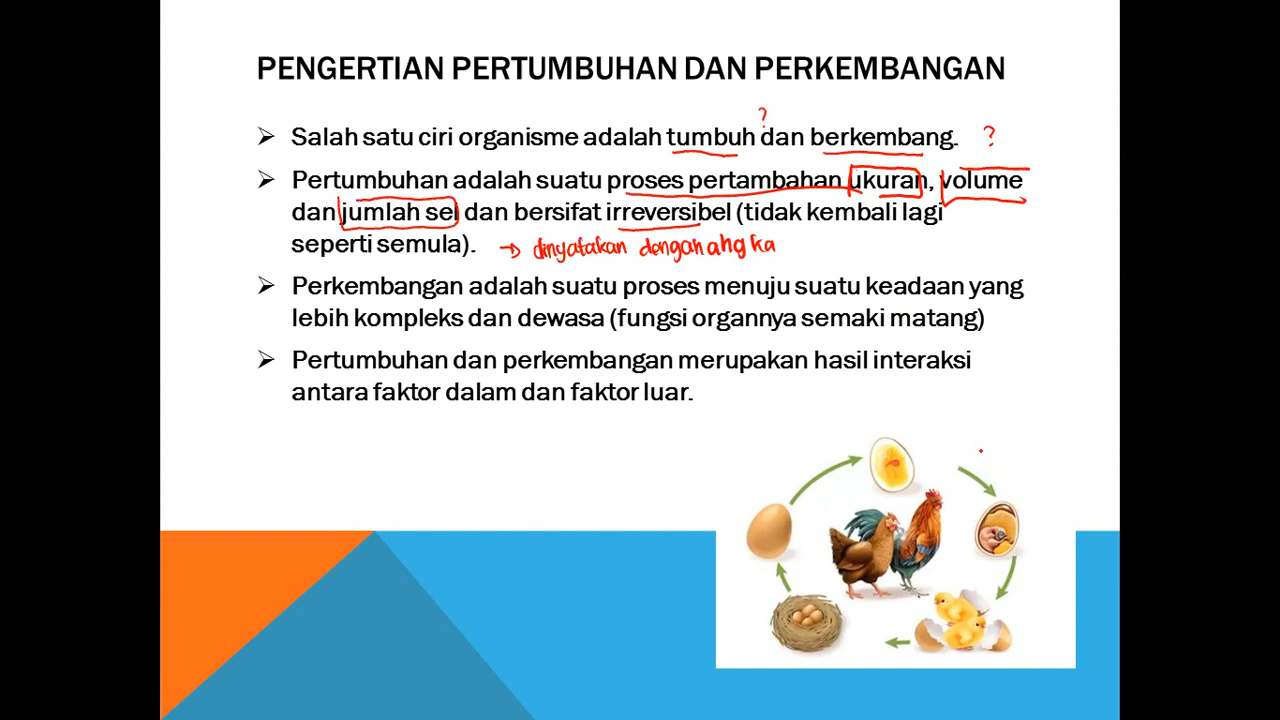 PENGERTIAN PERTUMBUHAN DAN PERKEMBANGAN
?
Salah satu ciri organisme adalah tumbuh dan berkembang. ?
Pertumbuhan adalah suatu proses pertambahan ukuran, volume
dan jumlah sel dan bersifat irreversibel (tidak kembali lagi
seperti semula). → dinyatakan dengan angka
Perkembangan adalah suatu proses menuju suatu keadaan yang
lebih kompleks dan dewasa (fungsi organnya semaki matang)
Pertumbuhan dan perkembangan merupakan hasil interaksi
antara faktor dalam dan faktor luar.